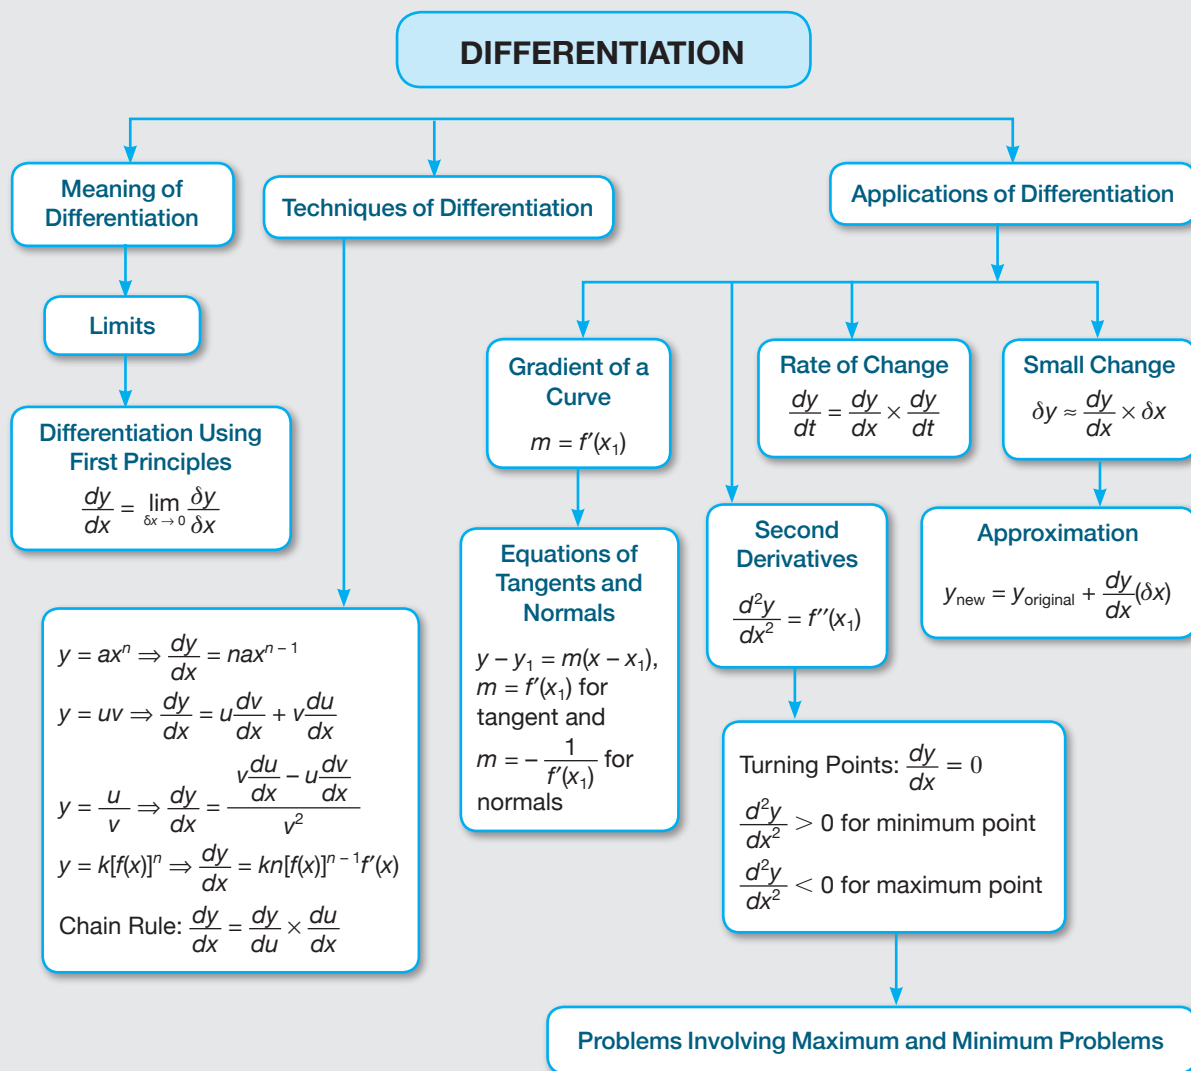 DIFFERENTIATION
Meaning of
Differentiation
Limits
Differentiation Using
First Principles
dy/dx = lim δx → 0 δy/δx
Techniques of Differentiation
y = axⁿ ⇒ dy/dx = naxⁿ⁻¹
y = uv ⇒ dy/dx = u dv/dx + v du/dx
y = u/v ⇒ dy/dx = (v du/dx – u dv/dx)/v²
y = k[f(x)]ⁿ ⇒ dy/dx = kn[f(x)]ⁿ⁻¹f′(x)
Chain Rule: dy/dx = dy/du × du/dx
Applications of Differentiation
Gradient of a
Curve
m = f′(x₁)
Equations of
Tangents and
Normals
y – y₁ = m(x – x₁),
m = f′(x₁) for
tangent and
m = – 1/f′(x₁) for
normals
Second
Derivatives
d²y/dx² = f″(x₁)
Turning Points: dy/dx = 0
d²y/dx² > 0 for minimum point
d²y/dx² < 0 for maximum point
Problems Involving Maximum and Minimum Problems
Rate of Change
dy/dt = dy/dx × dy/dt
Small Change
δy ≈ dy/dx × δx
Approximation
y_new = y_original + dy/dx(δx)